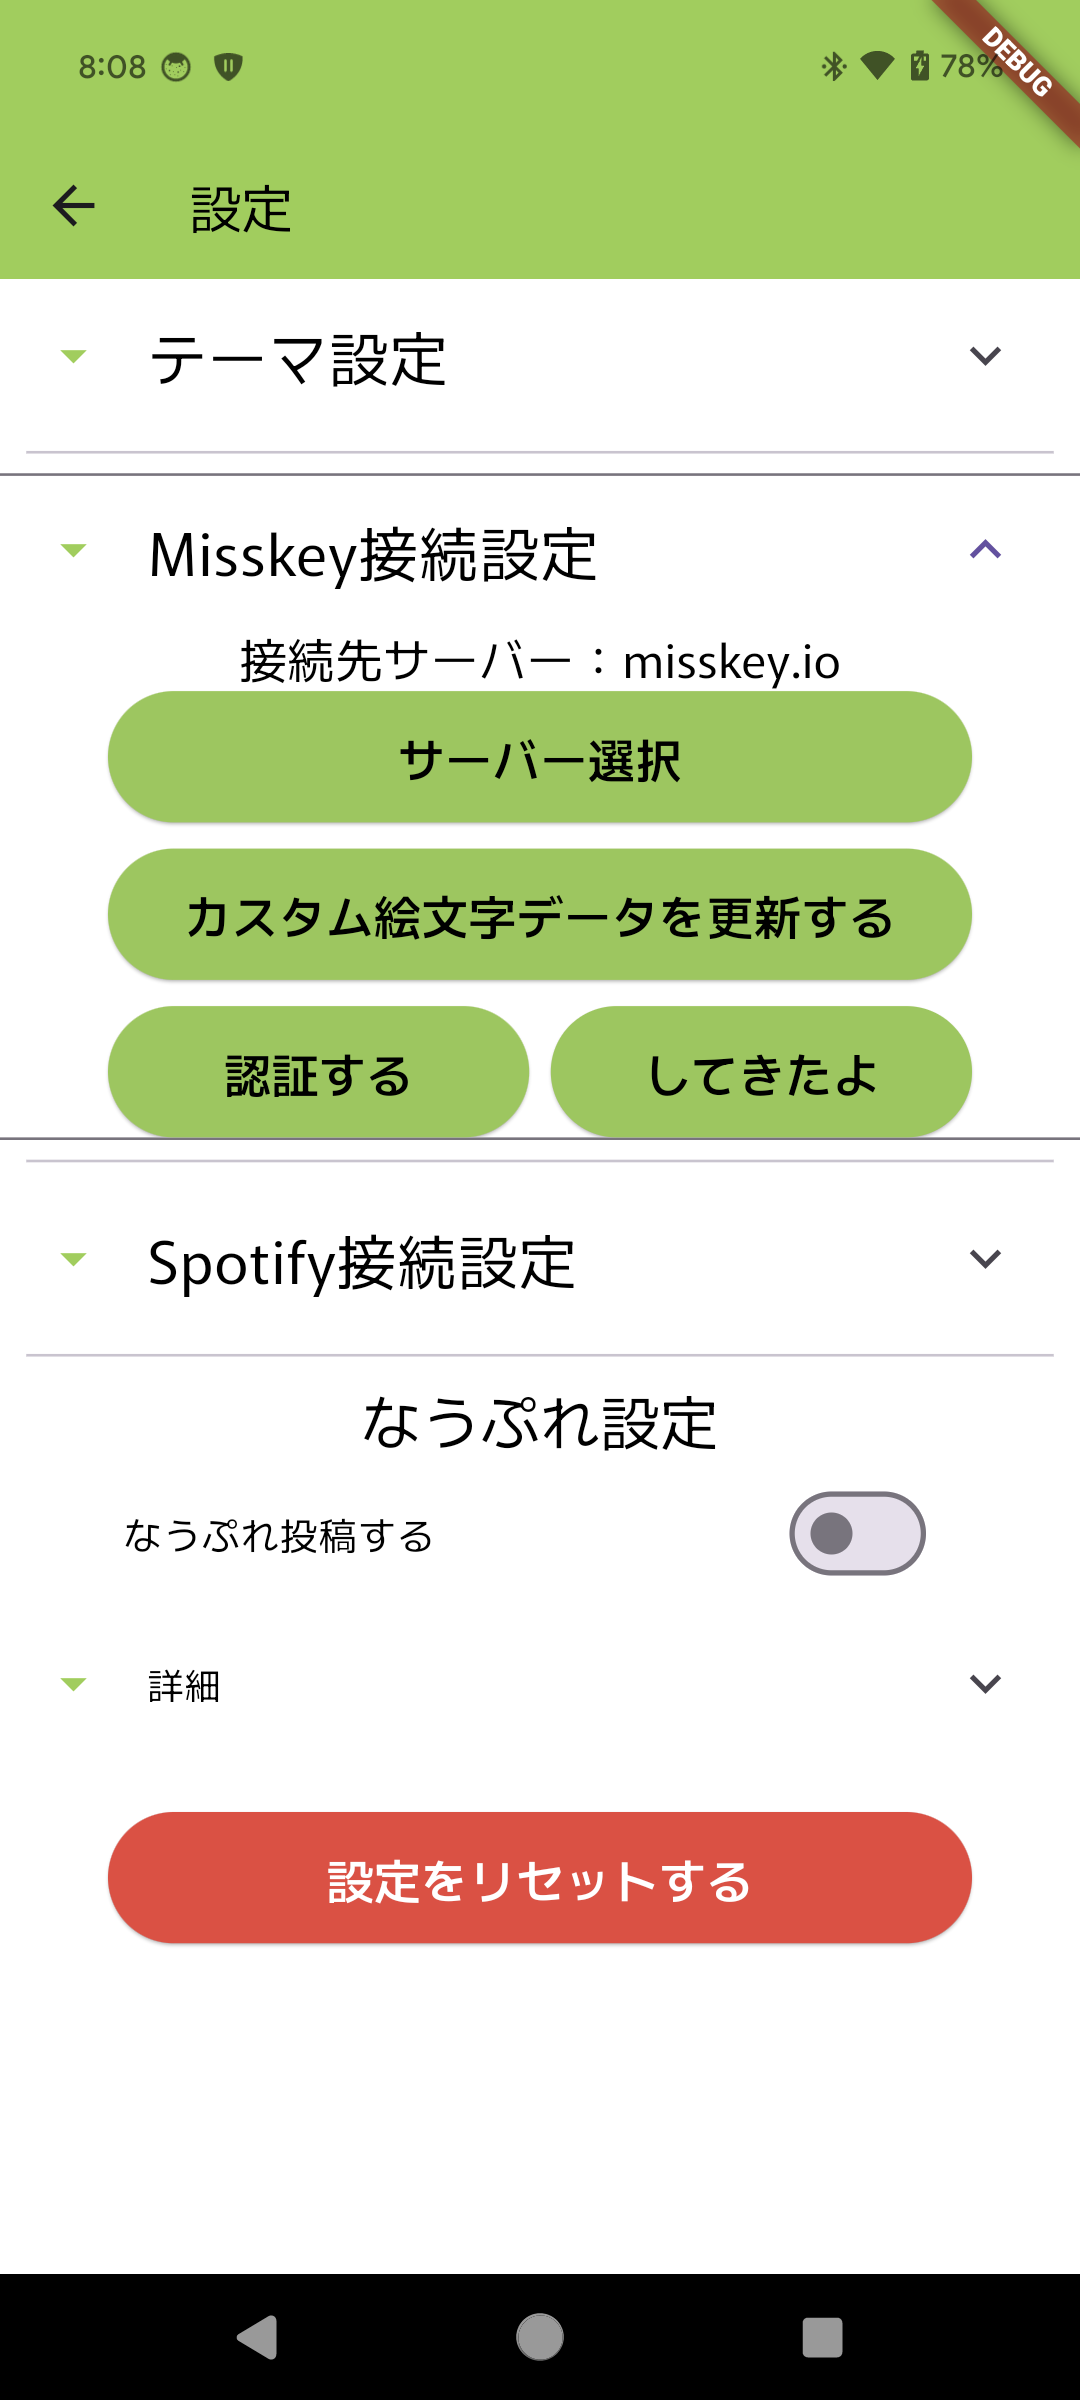 8:08
78%
DEBUG
設定
テーマ設定
Misskey接続設定
接続先サーバー：misskey.io
サーバー選択
カスタム絵文字データを更新する
認証する
してきたよ
Spotify接続設定
なうぷれ設定
なうぷれ投稿する
詳細
設定をリセットする